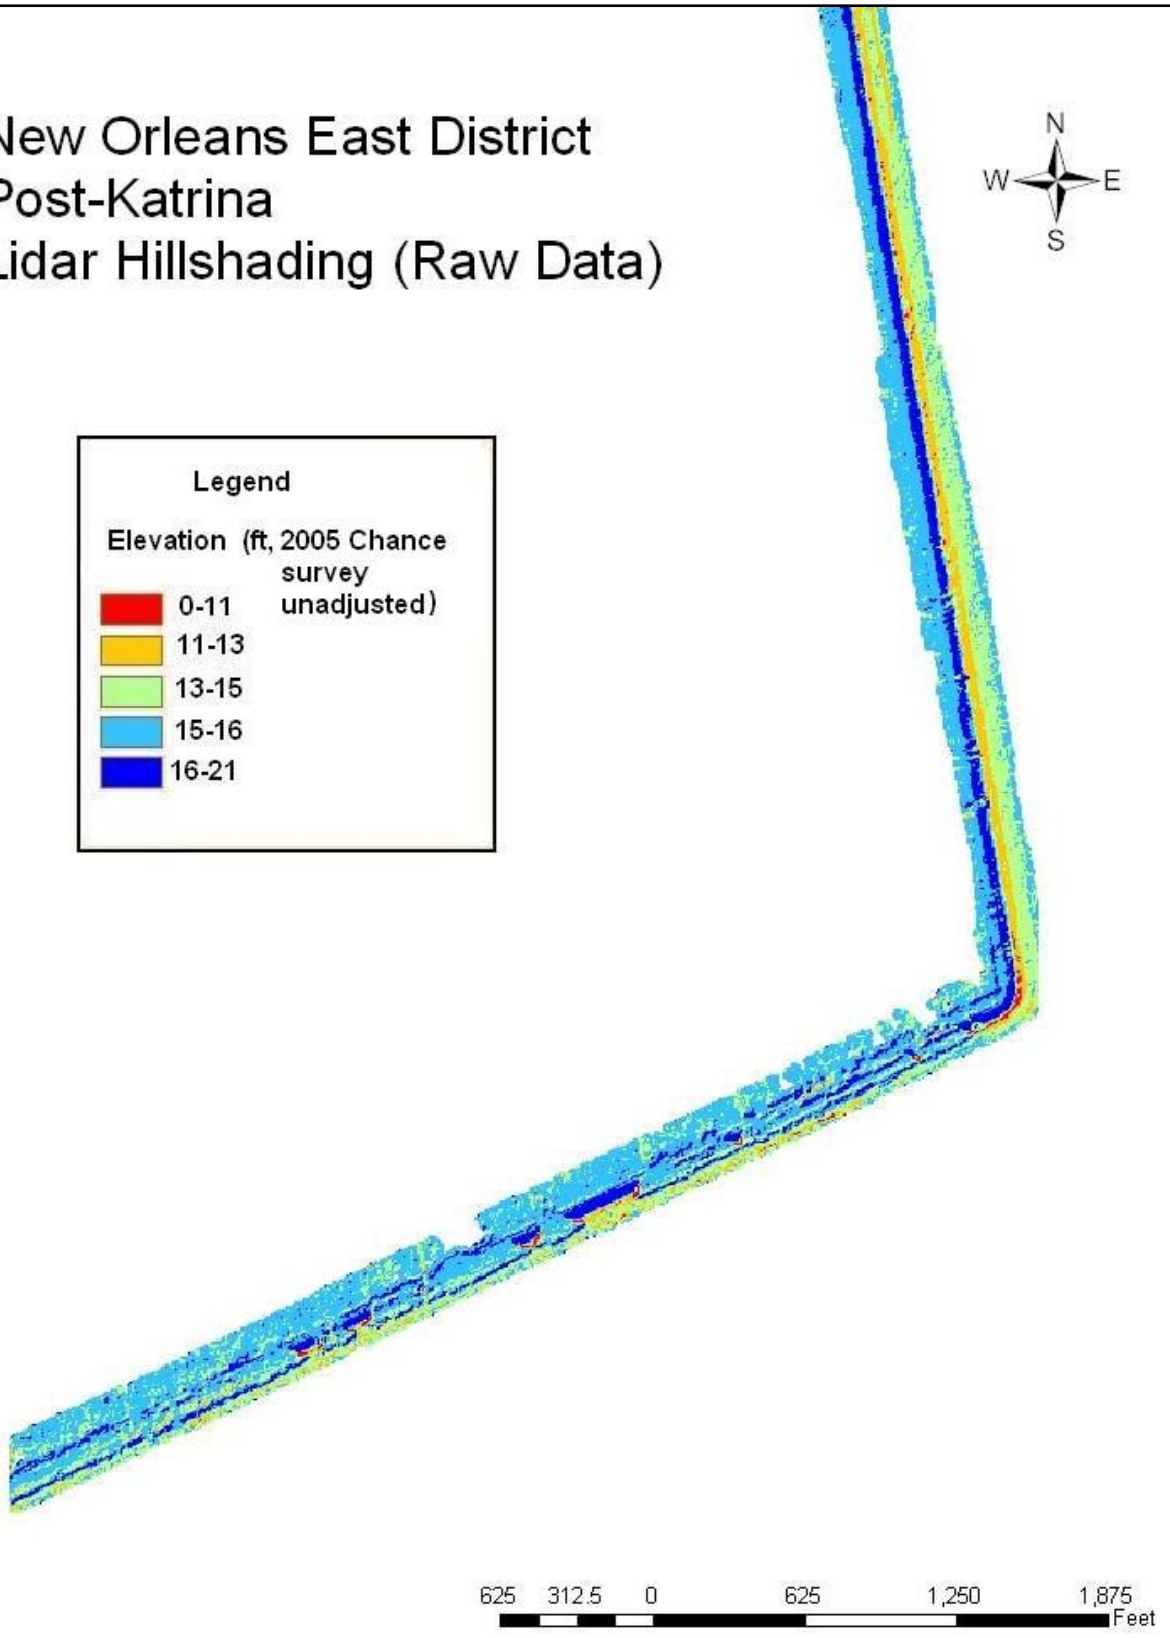 New Orleans East District
Post-Katrina
Lidar Hillshading (Raw Data)
N
W E
S
Legend
Elevation (ft, 2005 Chance
survey
unadjusted)
0-11
11-13
13-15
15-16
16-21
625 312.5 0 625 1,250 1,875
Feet